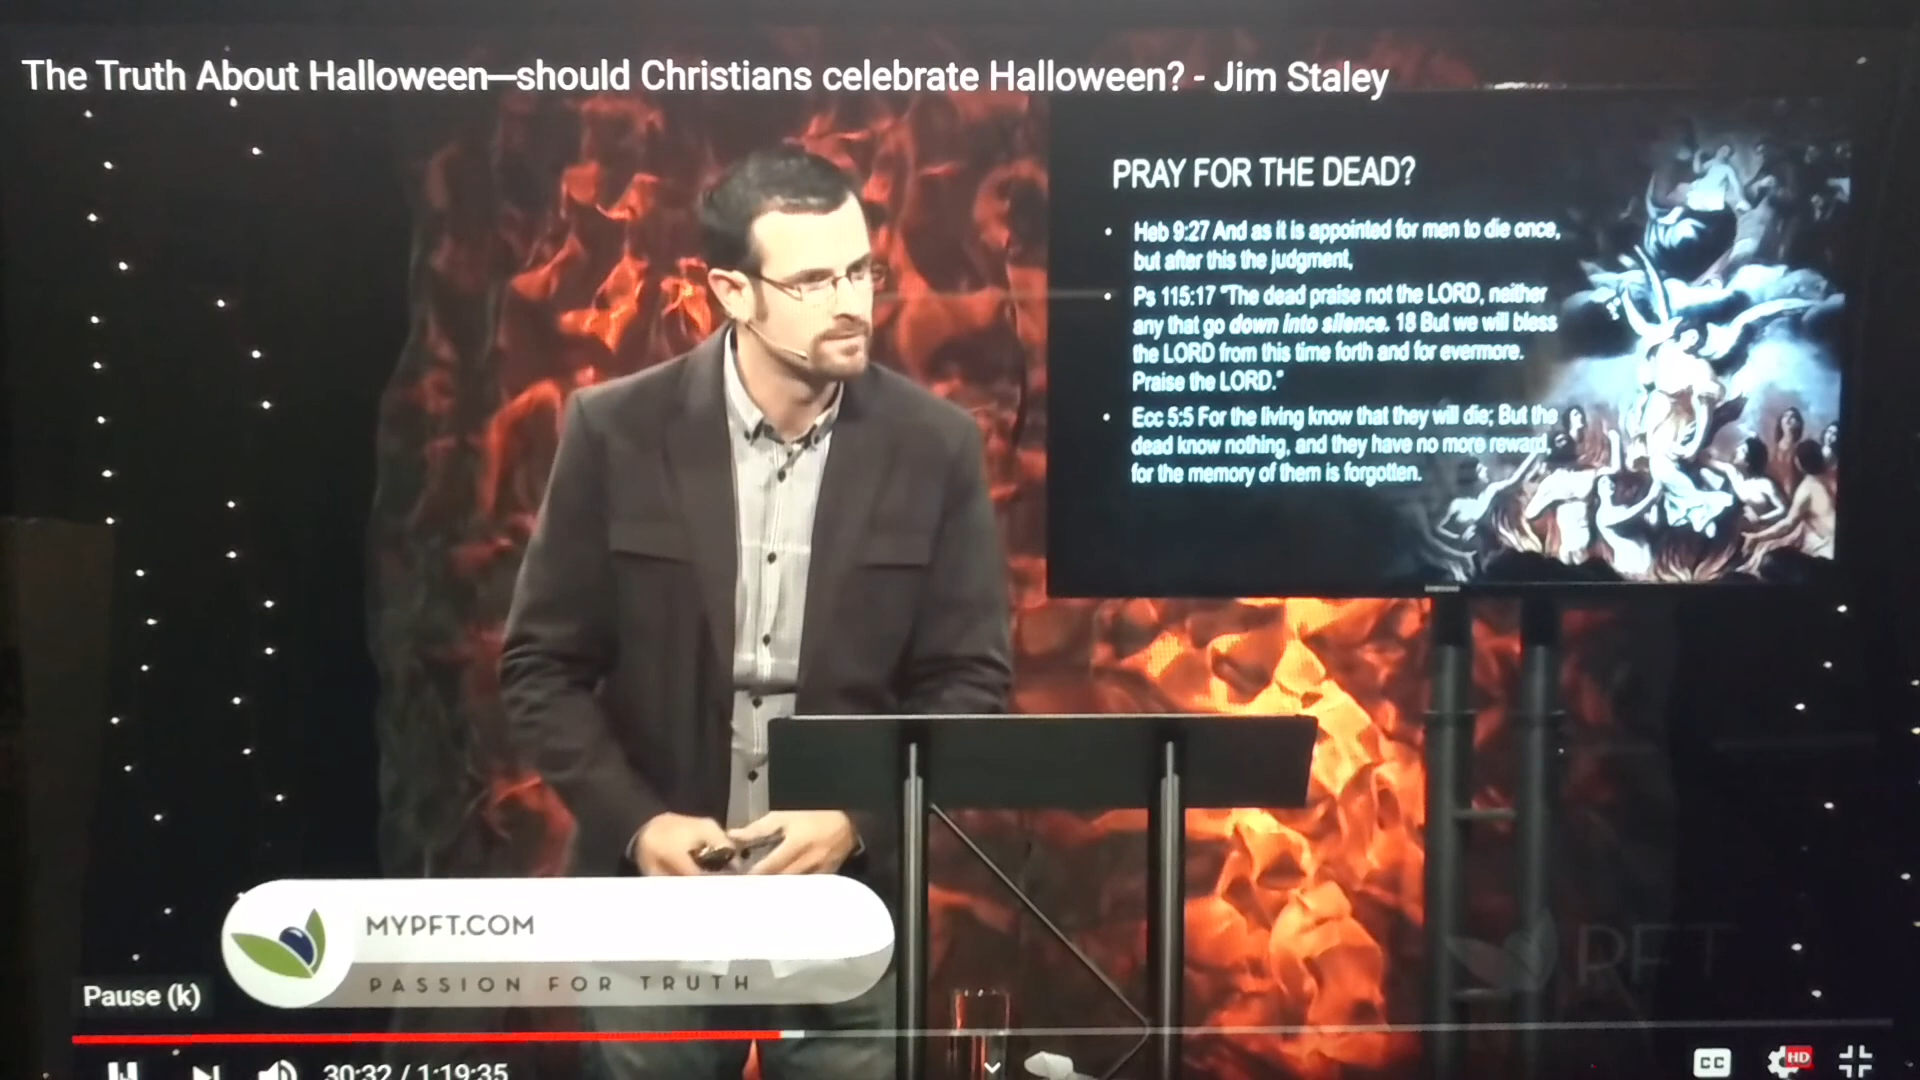 The Truth About Halloween—should Christians celebrate Halloween? - Jim Staley
PRAY FOR THE DEAD?
• Heb 9:27 And as it is appointed for men to die once,
but after this the judgment,
• Ps 115:17 "The dead praise not the LORD, neither
any that go down into silence. 18 But we will bless
the LORD from this time forth and for evermore.
Praise the LORD."
• Ecc 5:5 For the living know that they will die; But the
dead know nothing, and they have no more reward,
for the memory of them is forgotten.
MYPFT.COM
PASSION FOR TRUTH
PFT
Pause (k)
30:32 / 1:19:35
CC
HD